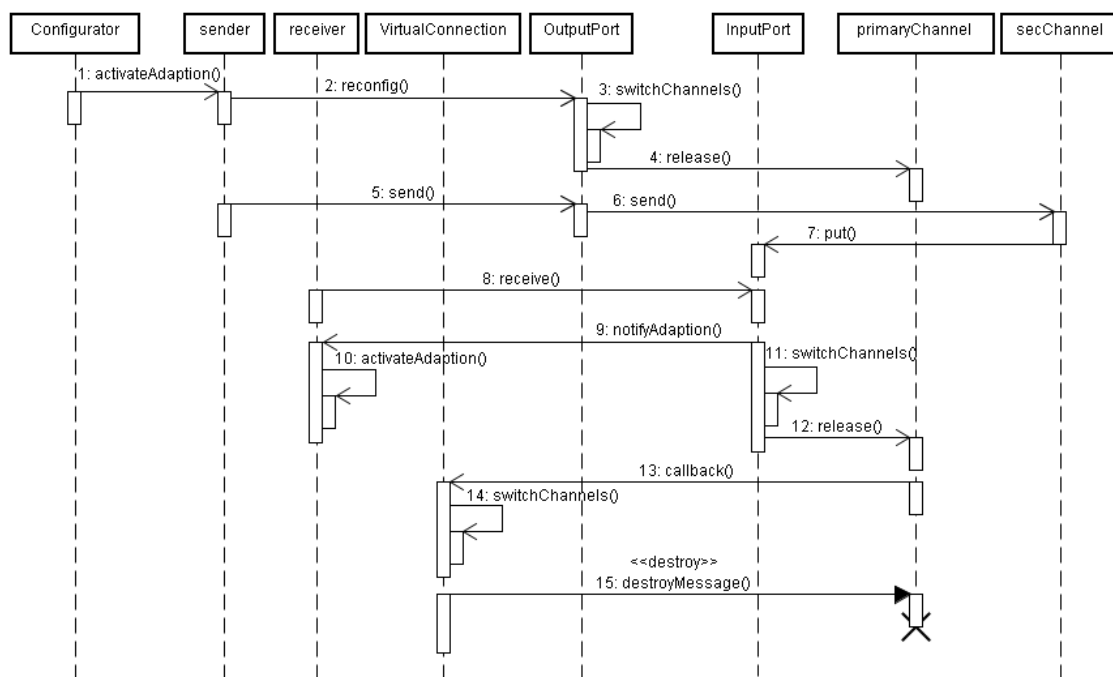 Configurator
sender
receiver
VirtualConnection
OutputPort
InputPort
primaryChannel
secChannel
1: activateAdaption()
2: reconfig()
3: switchChannels()
4: release()
5: send()
6: send()
7: put()
8: receive()
9: notifyAdaption()
10: activateAdaption()
11: switchChannels()
12: release()
13: callback()
14: switchChannels()
<<destroy>>
15: destroyMessage()